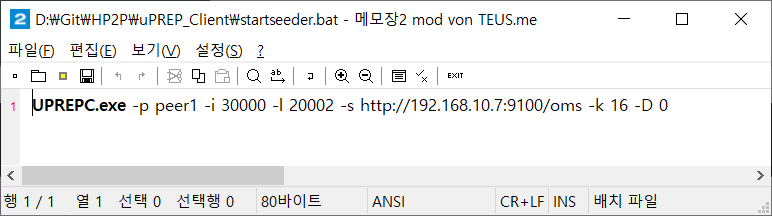 D:₩Git₩HP2P₩uPREP_Client₩startseeder.bat - 메모장2 mod von TEUS.me
파일(F) 편집(E) 보기(V) 설정(S) ?
EXIT
1 UPREPC.exe -p peer1 -i 30000 -l 20002 -s http://192.168.10.7:9100/oms -k 16 -D 0
행 1 / 1 열 1 선택 0 선택행 0 80바이트 ANSI CR+LF INS 배치 파일